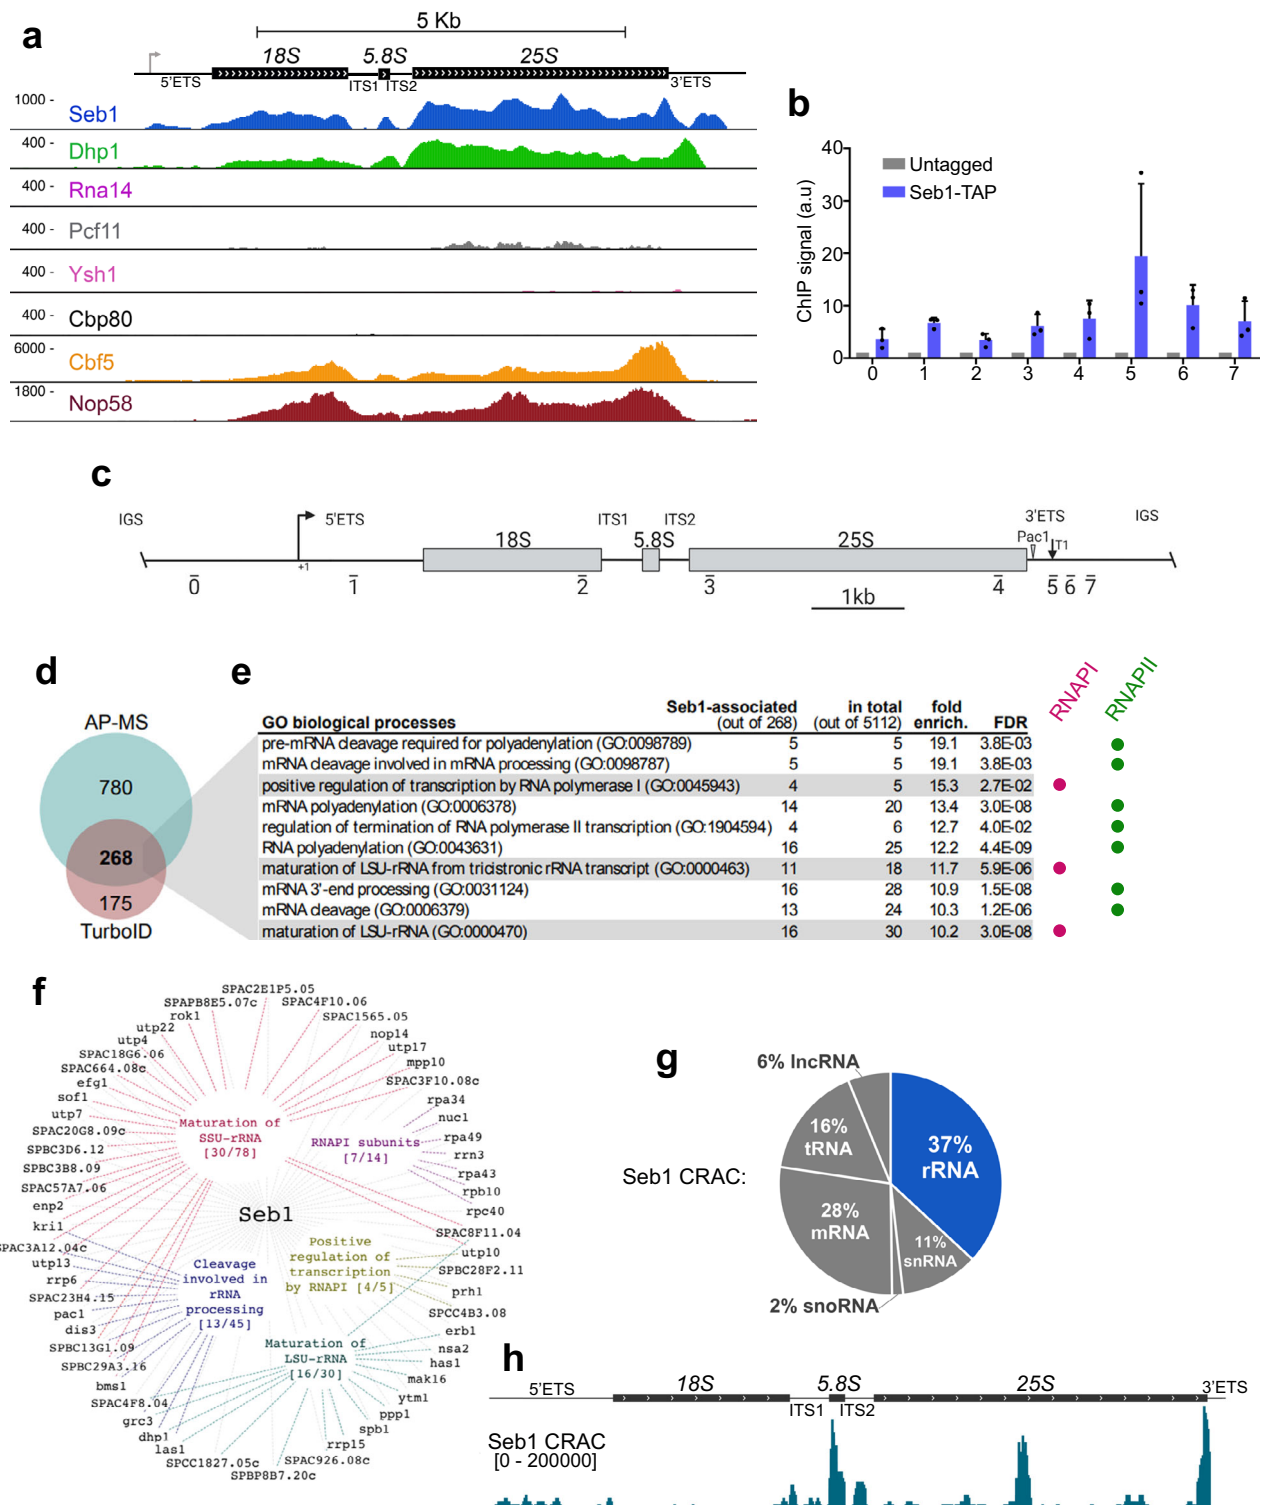 a
5 Kb
18S 5.8S 25S
5'ETS ITS1 ITS2 3'ETS
1000 - Seb1
400 - Dhp1
400 - Rna14
400 - Pcf11
400 - Ysh1
400 - Cbp80
6000 - Cbf5
1800 - Nop58
b
ChIP signal (a.u)
40
30
20
10
0
Untagged
Seb1-TAP
0 1 2 3 4 5 6 7
c
IGS 5'ETS ITS1 ITS2 3'ETS IGS
18S 5.8S 25S Pac1 T1
+1
0 1 2 3 4 5 6 7
1kb
d
AP-MS
780
268
175
TurboID
e
RNAPI RNAPII
GO biological processes Seb1-associated (out of 268) in total (out of 5112) fold enrich. FDR
pre-mRNA cleavage required for polyadenylation (GO:0098789) 5 5 19.1 3.8E-03
mRNA cleavage involved in mRNA processing (GO:0098787) 5 5 19.1 3.8E-03
positive regulation of transcription by RNA polymerase I (GO:0045943) 4 5 15.3 2.7E-02
mRNA polyadenylation (GO:0006378) 14 20 13.4 3.0E-08
regulation of termination of RNA polymerase II transcription (GO:1904594) 4 6 12.7 4.0E-02
RNA polyadenylation (GO:0043631) 16 25 12.2 4.4E-09
maturation of LSU-rRNA from tricistronic rRNA transcript (GO:0000463) 11 18 11.7 5.9E-06
mRNA 3'-end processing (GO:0031124) 16 28 10.9 1.5E-08
mRNA cleavage (GO:0006379) 13 24 10.3 1.2E-06
maturation of LSU-rRNA (GO:0000470) 16 30 10.2 3.0E-08
f
SPAC2E1P5.05
SPAPB8E5.07c SPAC4F10.06
rok1 SPAC1565.05
utp22 nop14
utp4 utp17
SPAC18G6.06 mpp10
SPAC664.08c SPAC3F10.08c
efg1 rpa34
sof1 nuc1
utp7 rpa49
SPAC20G8.09c rrn3
SPBC3D6.12 rpa43
SPBC3B8.09 rpb10
SPAC57A7.06 rpc40
enp2 SPAC8F11.04
kri1 utp10
SPAC3A12.04c SPBC28F2.11
utp13 prh1
rrp6 SPCC4B3.08
SPAC23H4.15 erb1
pac1 nsa2
dis3 has1
SPBC13G1.09 mak16
SPBC29A3.16 ytm1
bms1 ppp1
SPAC4F8.04 spb1
grc3 rrp15
dhp1 SPAC926.08c
las1 SPBP8B7.20c
SPCC1827.05c
Maturation of
SSU-rRNA
[30/78]
RNAPI subunits
[7/14]
Seb1
Positive
regulation of
transcription
by RNAPI [4/5]
Cleavage
involved in
rRNA
processing
[13/45]
Maturation of
LSU-rRNA
[16/30]
g
Seb1 CRAC:
6% lncRNA
16%
tRNA
37%
rRNA
28%
mRNA
11%
snRNA
2% snoRNA
h
5'ETS 18S 5.8S 25S 3'ETS
ITS1 ITS2
Seb1 CRAC
[0 - 200000]